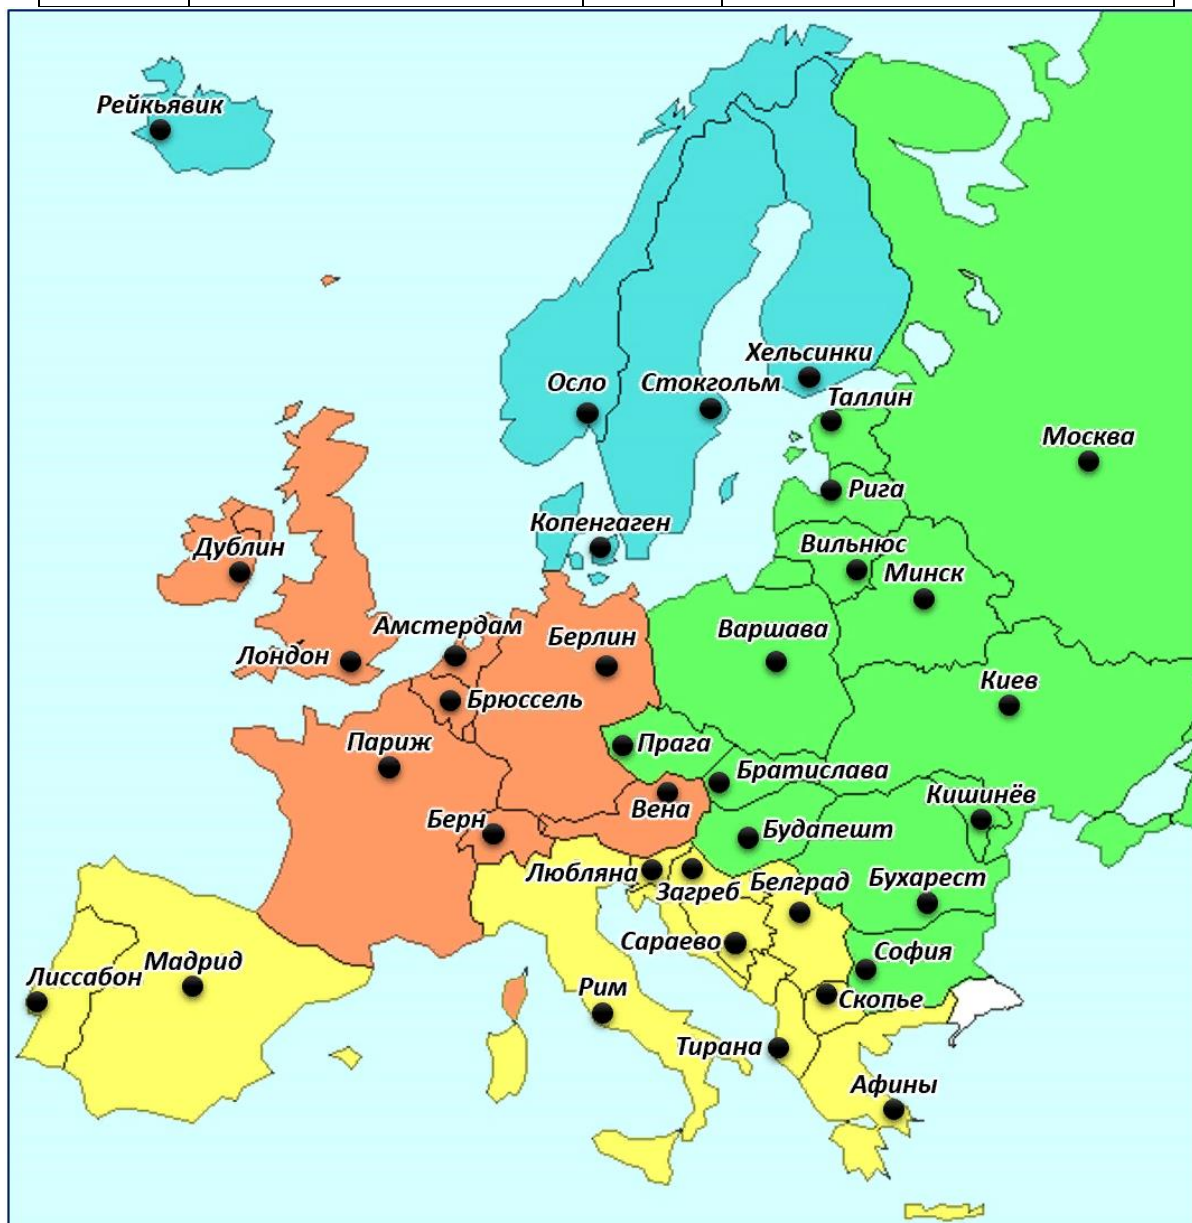 Рейкьявик
Хельсинки
Осло
Стокгольм
Таллин
Москва
Рига
Копенгаген
Вильнюс
Дублин
Минск
Амстердам
Берлин
Варшава
Лондон
Киев
Брюссель
Париж
Прага
Братислава
Вена
Кишинёв
Берн
Будапешт
Любляна
Загреб
Белград
Бухарест
Сараево
София
Мадрид
Лиссабон
Рим
Скопье
Тирана
Афины